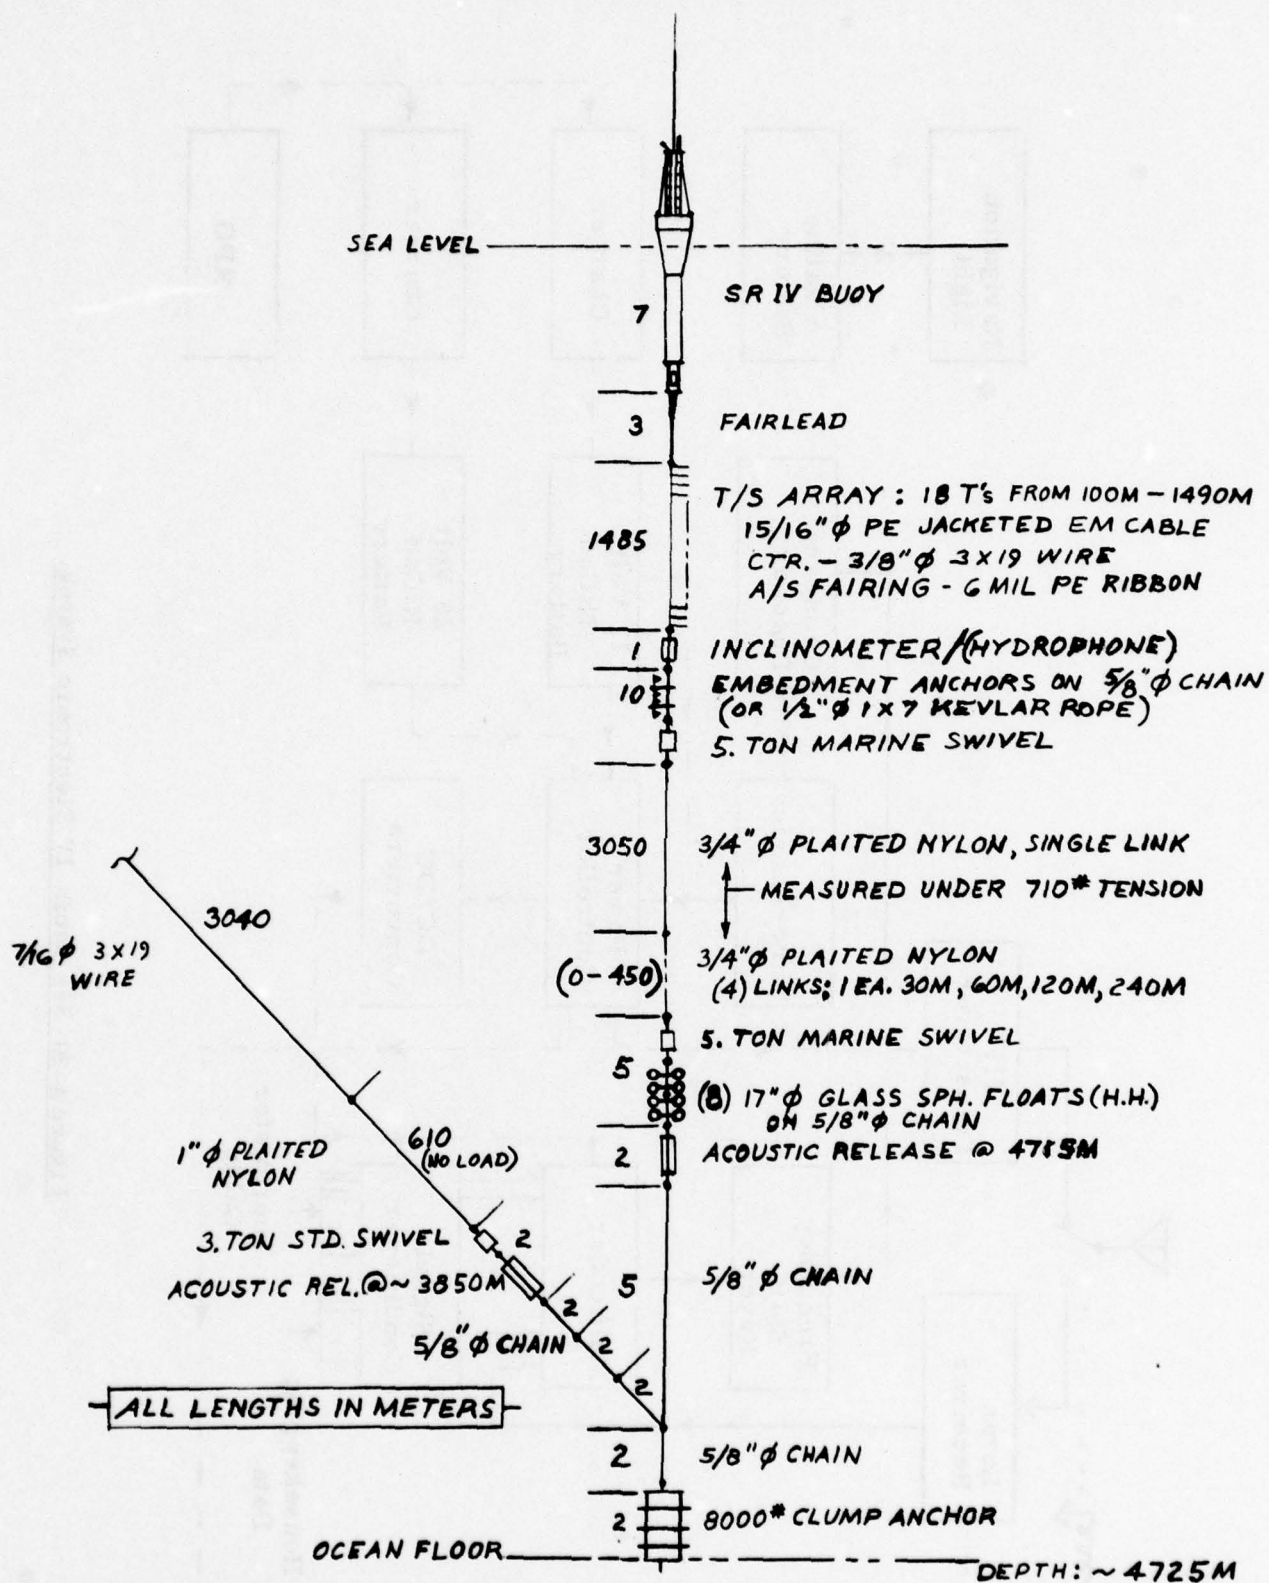 SEA LEVEL
SR IV BUOY
7
3
FAIRLEAD
1485
T/S ARRAY : 18 T's FROM 100M - 1490M
15/16" φ PE JACKETED EM CABLE
CTR. - 3/8" φ 3 X 19 WIRE
A/S FAIRING - 6 MIL PE RIBBON
1
INCLINOMETER/(HYDROPHONE)
10
EMBEDMENT ANCHORS ON 5/8" φ CHAIN
(OR 1/2" φ 1 X 7 KEVLAR ROPE)
5. TON MARINE SWIVEL
3050
3/4" φ PLAITED NYLON, SINGLE LINK
MEASURED UNDER 710# TENSION
(0-450)
3/4" φ PLAITED NYLON
(4) LINKS; 1 EA. 30M, 60M, 120M, 240M
5. TON MARINE SWIVEL
5
(8) 17" φ GLASS SPH. FLOATS (H.H.)
ON 5/8" φ CHAIN
2
ACOUSTIC RELEASE @ 4715M
5
5/8" φ CHAIN
3040
7/16 φ 3 X 19
WIRE
610
(NO LOAD)
1" φ PLAITED
NYLON
3. TON STD. SWIVEL
2
ACOUSTIC REL. @ ~ 3850M
2
5/8" φ CHAIN
2
2
ALL LENGTHS IN METERS
2
5/8" φ CHAIN
2
8000# CLUMP ANCHOR
OCEAN FLOOR
DEPTH: ~ 4725M